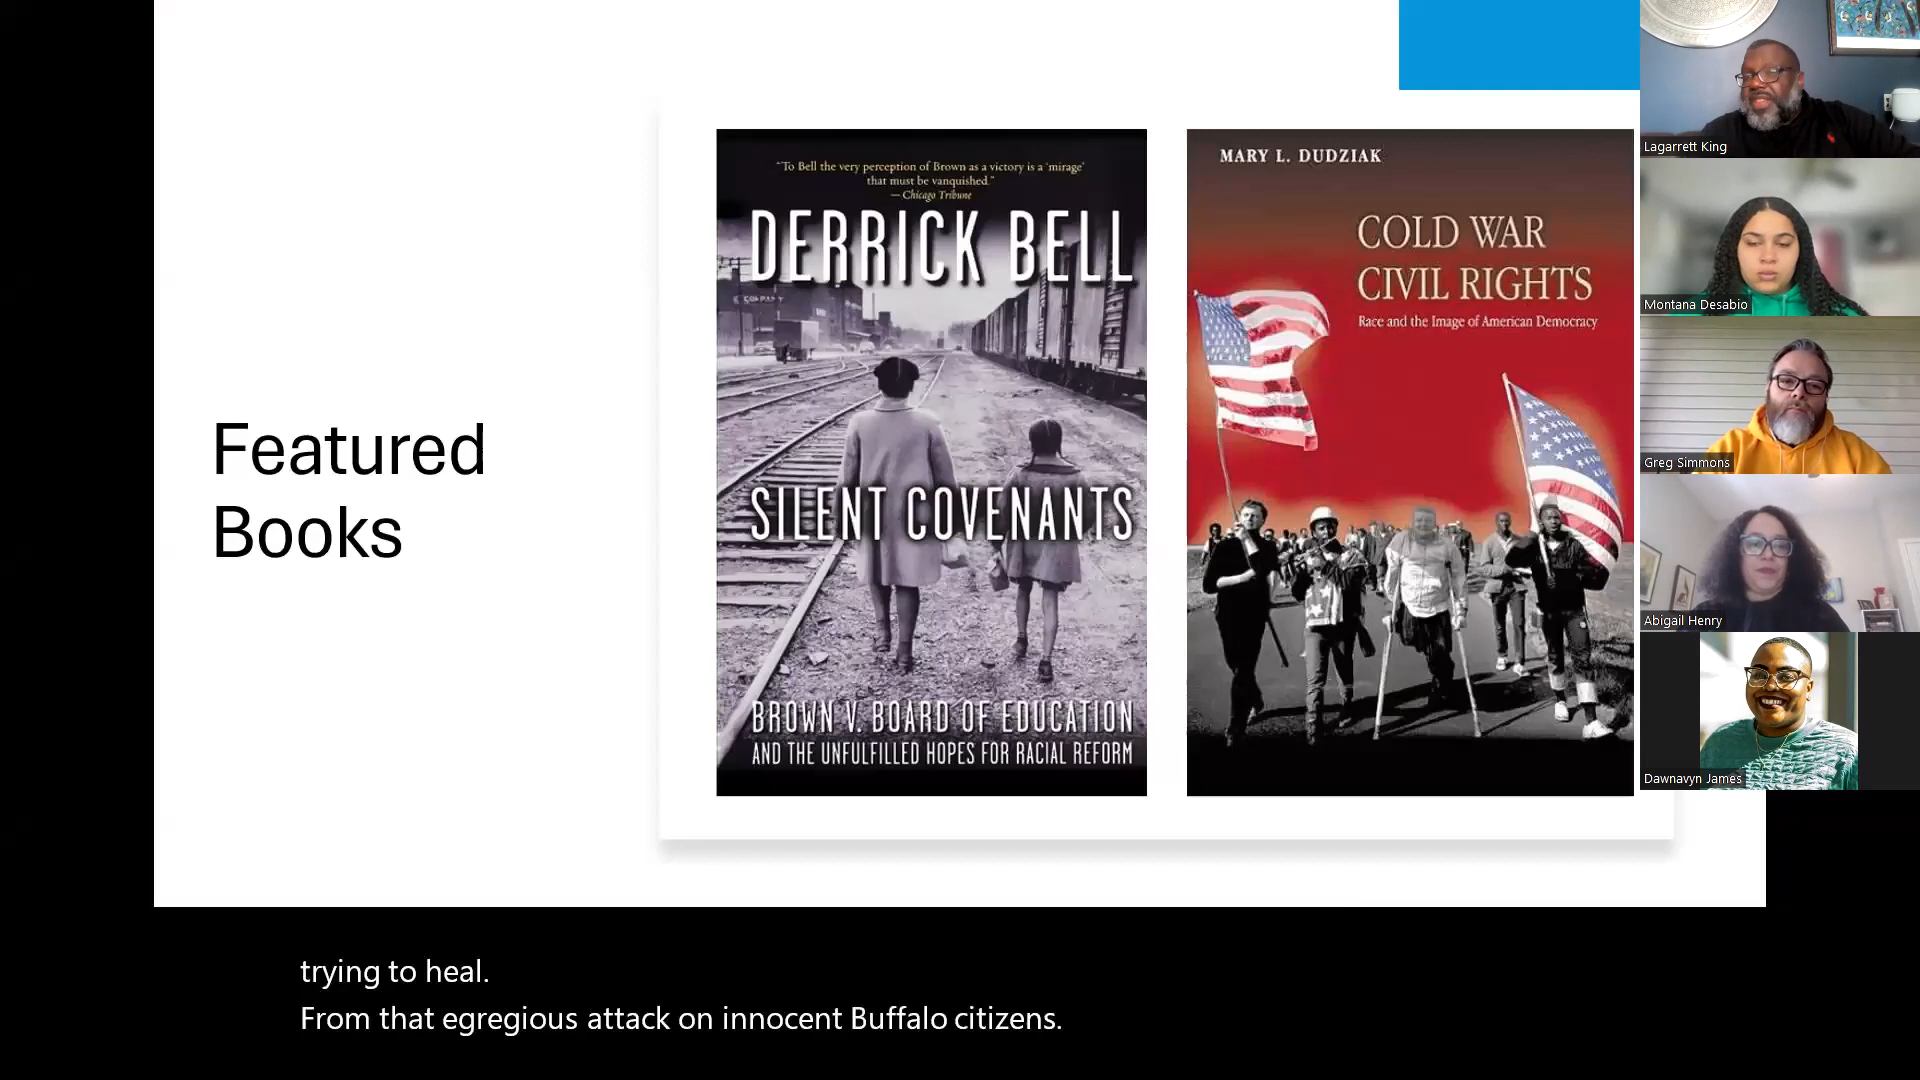 Featured
Books
"To Bell the very perception of Brown as a victory is a 'mirage'
that must be vanquished."
— Chicago Tribune
DERRICK BELL
COMPANY
SILENT COVENANTS
BROWN V. BOARD OF EDUCATION
AND THE UNFULFILLED HOPES FOR RACIAL REFORM
MARY L. DUDZIAK
COLD WAR
CIVIL RIGHTS
Race and the Image of American Democracy
Lagarrett King
Montana Desabio
Greg Simmons
Abigail Henry
Dawnavyn James
trying to heal.
From that egregious attack on innocent Buffalo citizens.